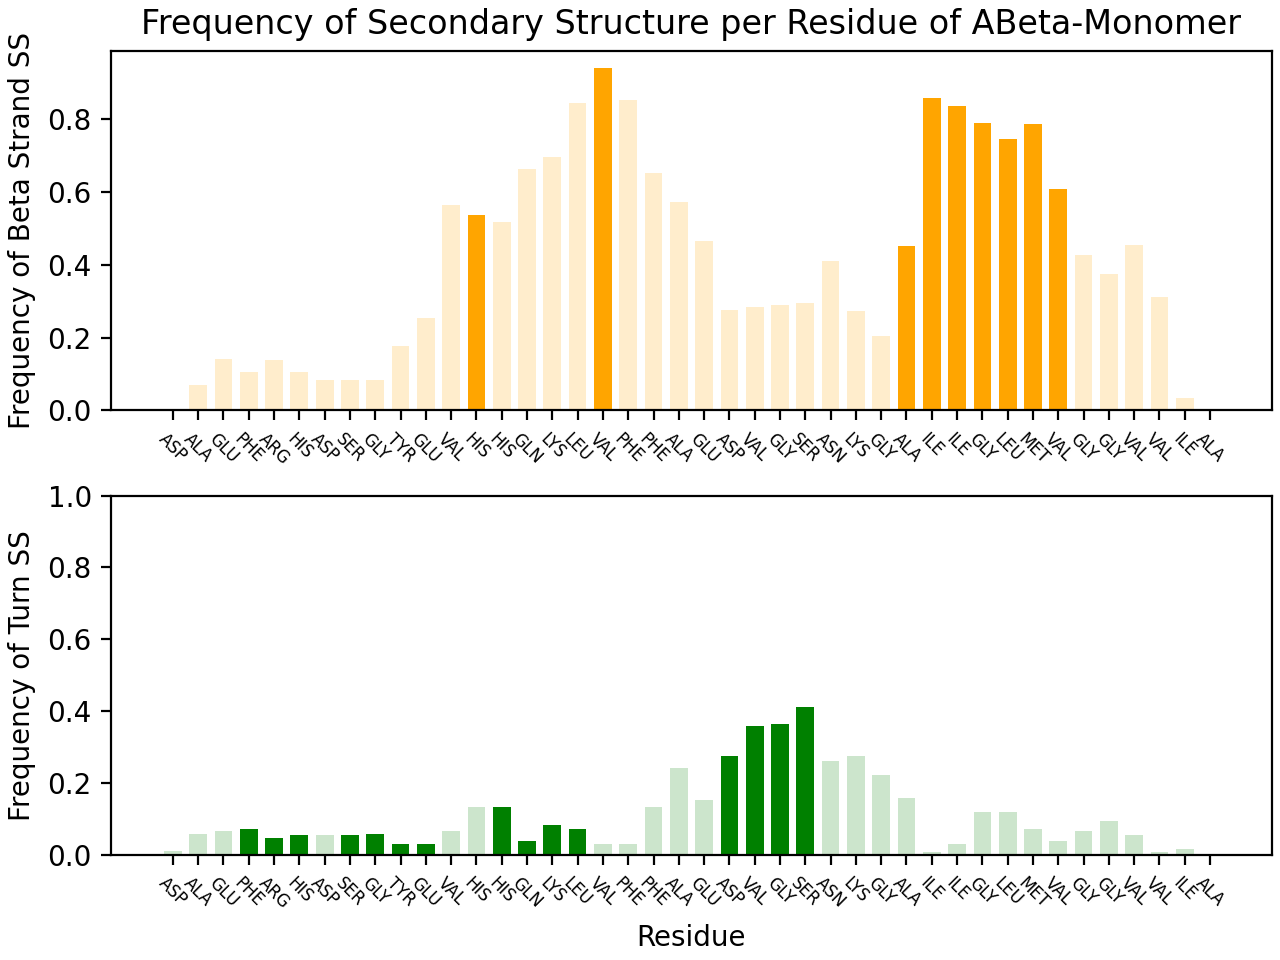 Frequency of Secondary Structure per Residue of ABeta-Monomer
Frequency of Beta Strand SS
0.8
0.6
0.4
0.2
0.0
ASP ALA GLU PHE ARG HIS ASP SER GLY TYR GLU VAL HIS HIS GLN LYS LEU VAL PHE PHE ALA GLU ASP VAL GLY SER ASN LYS GLY ALA ILE ILE GLY LEU MET VAL GLY GLY VAL VAL ILE ALA
Frequency of Turn SS
1.0
0.8
0.6
0.4
0.2
0.0
ASP ALA GLU PHE ARG HIS ASP SER GLY TYR GLU VAL HIS HIS GLN LYS LEU VAL PHE PHE ALA GLU ASP VAL GLY SER ASN LYS GLY ALA ILE ILE GLY LEU MET VAL GLY GLY VAL VAL ILE ALA
Residue